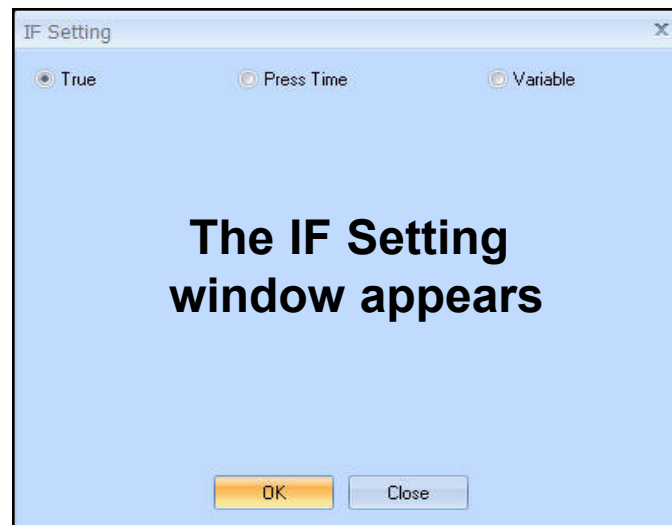 IF Setting x
True Press Time Variable
The IF Setting
window appears
OK Close